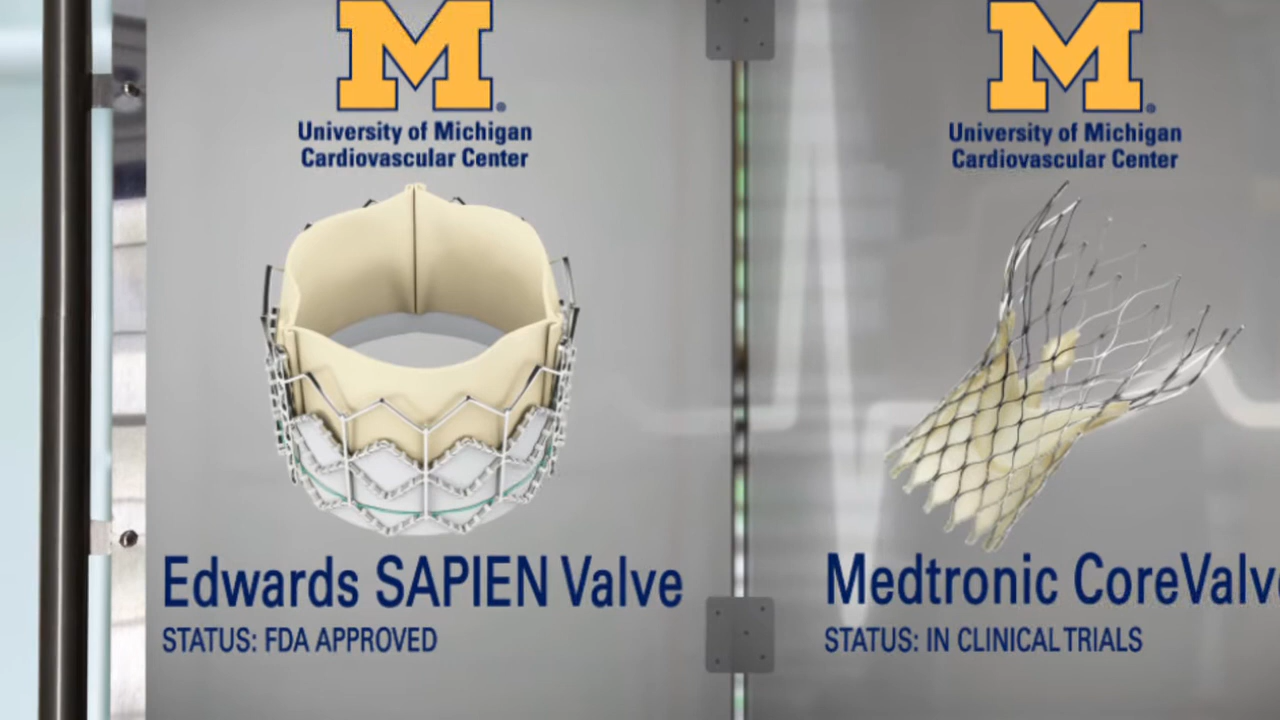 M
University of Michigan
Cardiovascular Center
Edwards SAPIEN Valve
STATUS: FDA APPROVED
M
University of Michigan
Cardiovascular Center
Medtronic CoreValve
STATUS: IN CLINICAL TRIALS